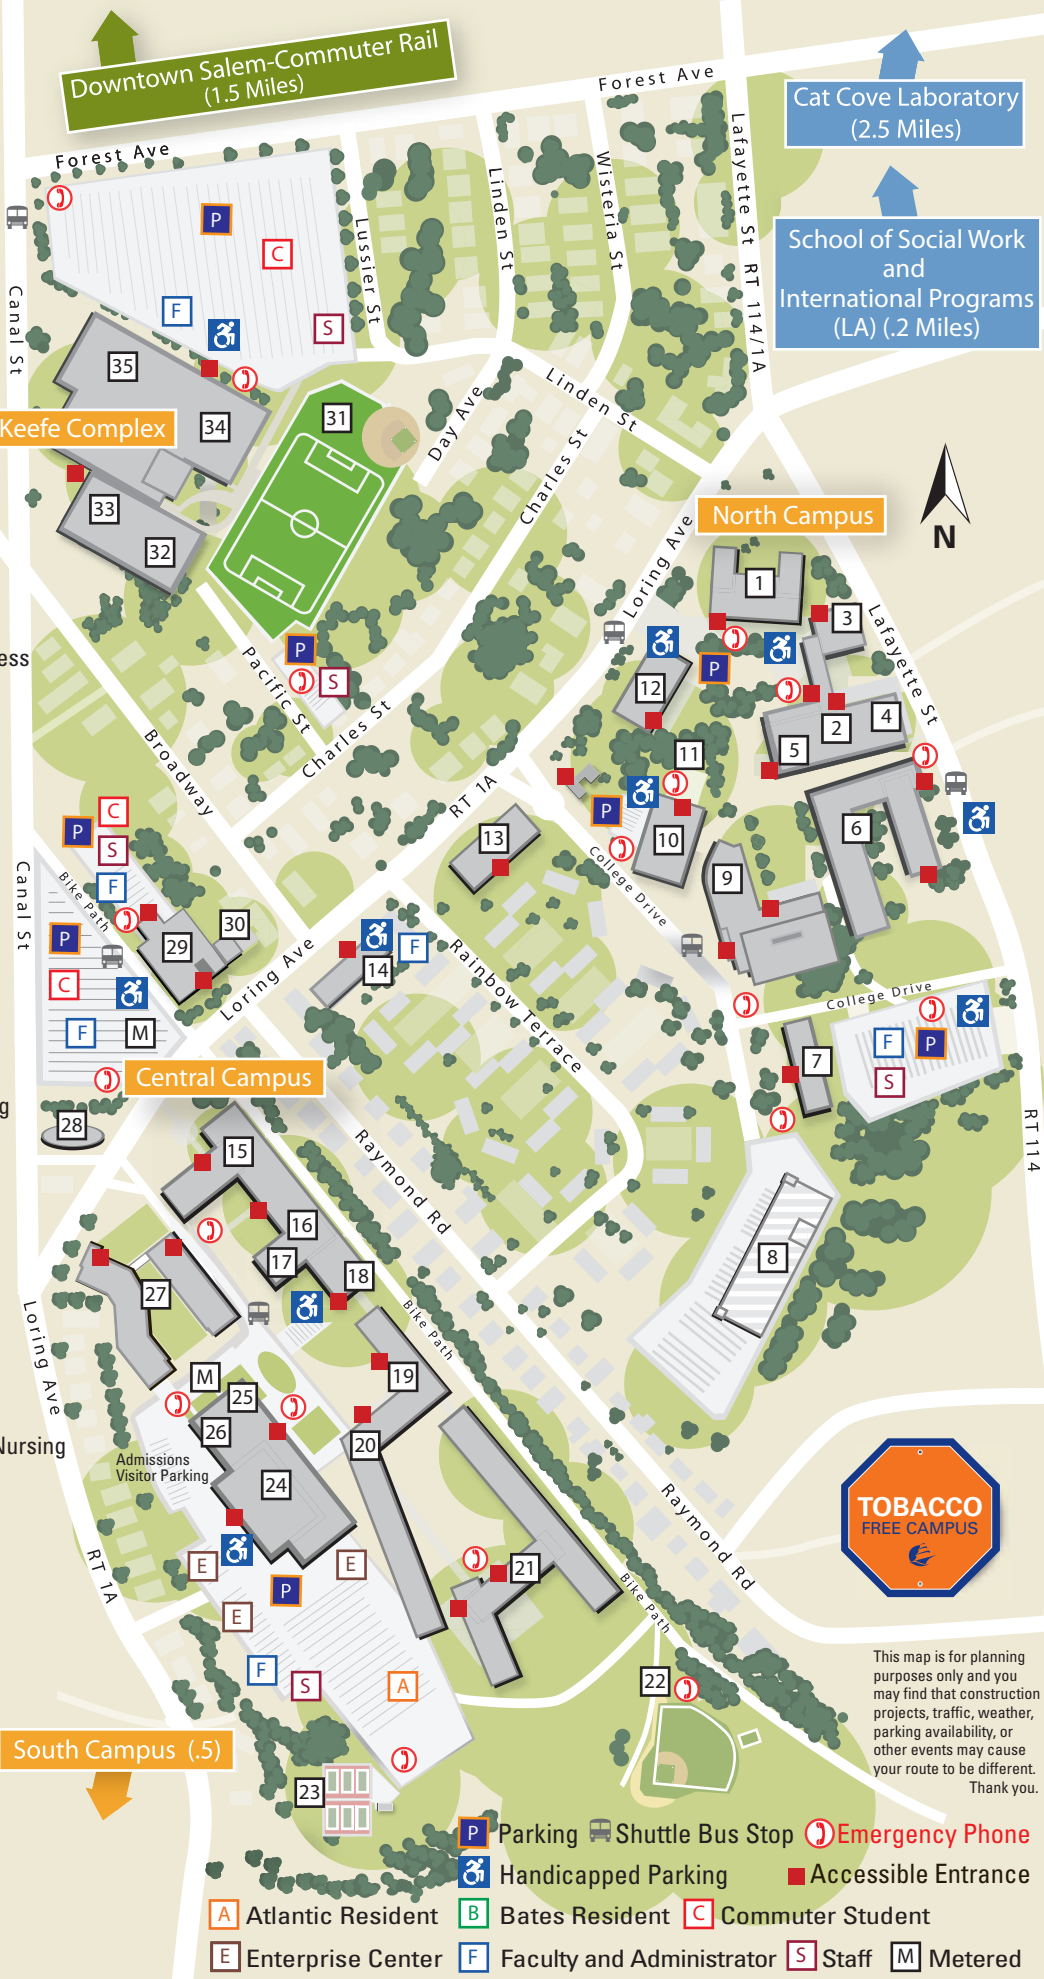 Downtown Salem-Commuter Rail
(1.5 Miles)
Forest Ave
Cat Cove Laboratory
(2.5 Miles)
Forest Ave
Lafayette St RT 114/1A
Linden St
Wisteria St
Lussier St
P
C
School of Social Work
and
International Programs
(LA) (.2 Miles)
Canal St
F
S
35
34
31
Keefe Complex
Day Ave
Linden St
Charles St
33
32
North Campus
N
Loring Ave
1
3
Lafayette St
ess
P
S
Pacific St
Charles St
12
P
4
2
5
11
Broadway
RT 1A
P
10
6
C
P
S
F
13
College Drive
9
Canal St
Bike Path
P
30
29
C
F
M
Loring Ave
14
F
Rainbow Terrace
College Drive
F
P
S
7
Central Campus
g
28
RT 114
15
Raymond Rd
16
17
18
8
27
Bike Path
Loring Ave
M
25
19
26
20
Nursing
Admissions
Visitor Parking
24
Raymond Rd
TOBACCO
FREE CAMPUS
RT 1A
E
E
P
21
Bike Path
E
F
S
A
22
This map is for planning
purposes only and you
may find that construction
projects, traffic, weather,
parking availability, or
other events may cause
your route to be different.
Thank you.
South Campus (.5)
23
P Parking Shuttle Bus Stop Emergency Phone
Handicapped Parking Accessible Entrance
A Atlantic Resident B Bates Resident C Commuter Student
E Enterprise Center F Faculty and Administrator S Staff M Metered